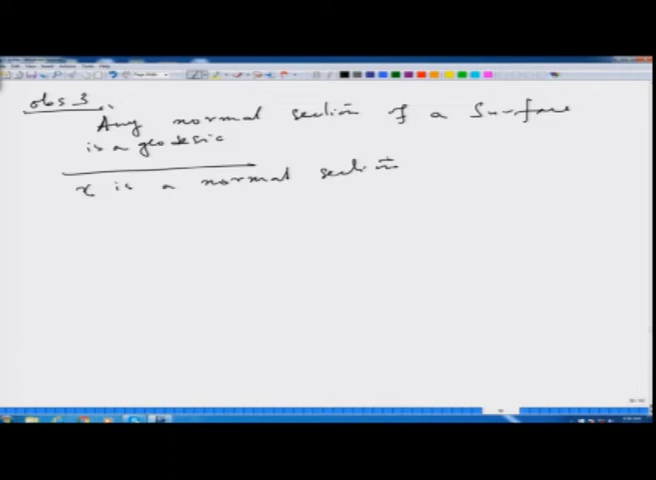 obs 3.
Any normal section of a Surface
is a geodesic
r is a normal section